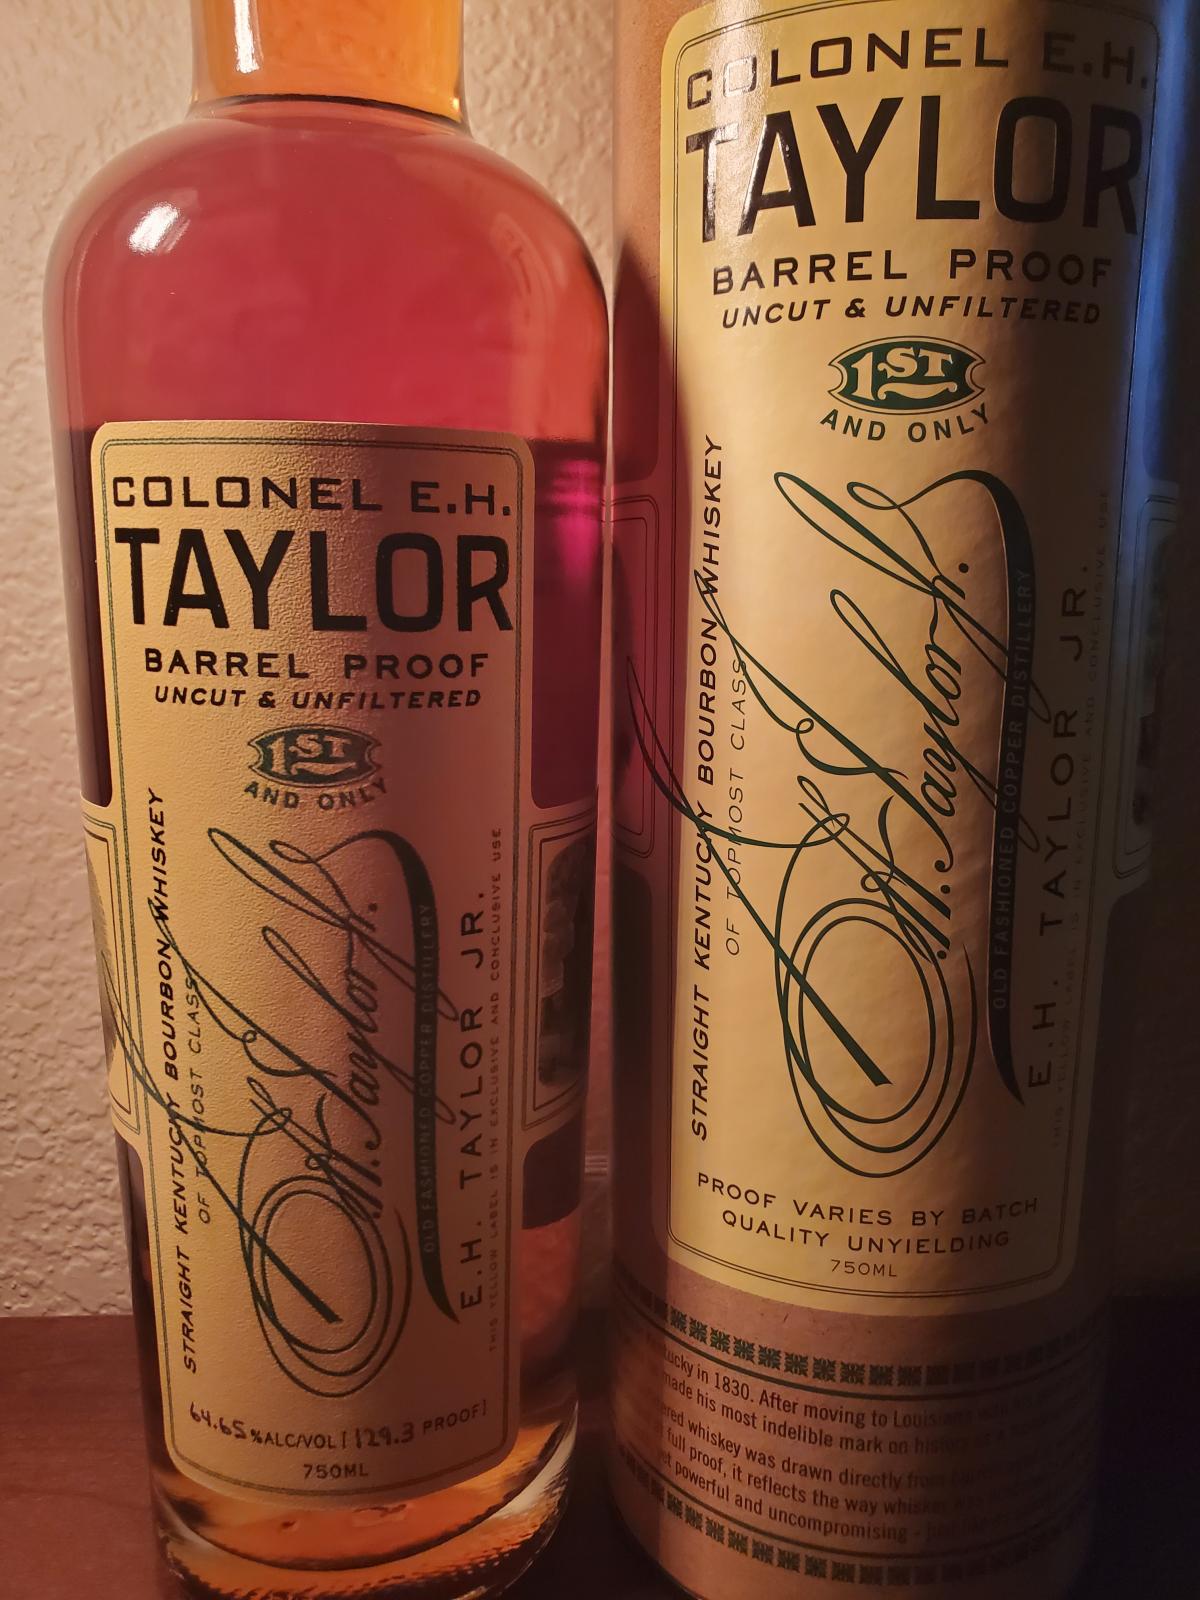 COLONEL E.H.
TAYLOR
BARREL PROOF
UNCUT & UNFILTERED
1ST
AND ONLY
STRAIGHT KENTUCKY BOURBON WHISKEY
OF TOPMOST CLASS
E.H. Taylor, Jr.
OLD FASHIONED COPPER DISTILLERY
E.H. TAYLOR JR.
THIS YELLOW LABEL IS IN EXCLUSIVE AND CONCLUSIVE USE
64.65%ALC/VOL [129.3 PROOF]
750ML
COLONEL E.H.
TAYLOR
BARREL PROOF
UNCUT & UNFILTERED
1ST
AND ONLY
STRAIGHT KENTUCKY BOURBON WHISKEY
OF TOPMOST CLASS
E.H. Taylor, Jr.
OLD FASHIONED COPPER DISTILLERY
E.H. TAYLOR JR.
THIS YELLOW LABEL IS IN EXCLUSIVE AND CONCLUSIVE USE
PROOF VARIES BY BATCH
QUALITY UNYIELDING
750ML
in 1830. After moving to
made his most indelible mark on history
whiskey was drawn directly from
full proof, it reflects the way
powerful and uncompromising -